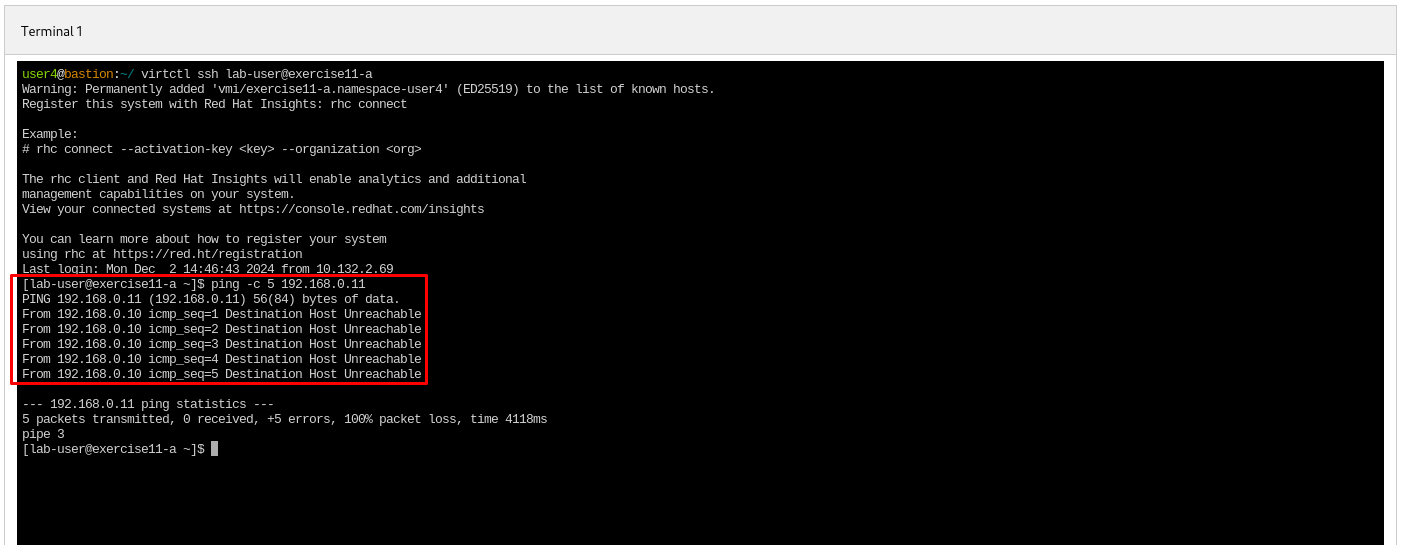 Terminal 1
user4@bastion:~/ virtctl ssh lab-user@exercise11-a
Warning: Permanently added 'vmi/exercise11-a.namespace-user4' (ED25519) to the list of known hosts.
Register this system with Red Hat Insights: rhc connect
Example:
# rhc connect --activation-key <key> --organization <org>
The rhc client and Red Hat Insights will enable analytics and additional
management capabilities on your system.
View your connected systems at https://console.redhat.com/insights
You can learn more about how to register your system
using rhc at https://red.ht/registration
Last login: Mon Dec  2 14:46:43 2024 from 10.132.2.69
[lab-user@exercise11-a ~]$ ping -c 5 192.168.0.11
PING 192.168.0.11 (192.168.0.11) 56(84) bytes of data.
From 192.168.0.10 icmp_seq=1 Destination Host Unreachable
From 192.168.0.10 icmp_seq=2 Destination Host Unreachable
From 192.168.0.10 icmp_seq=3 Destination Host Unreachable
From 192.168.0.10 icmp_seq=4 Destination Host Unreachable
From 192.168.0.10 icmp_seq=5 Destination Host Unreachable
--- 192.168.0.11 ping statistics ---
5 packets transmitted, 0 received, +5 errors, 100% packet loss, time 4118ms
pipe 3
[lab-user@exercise11-a ~]$